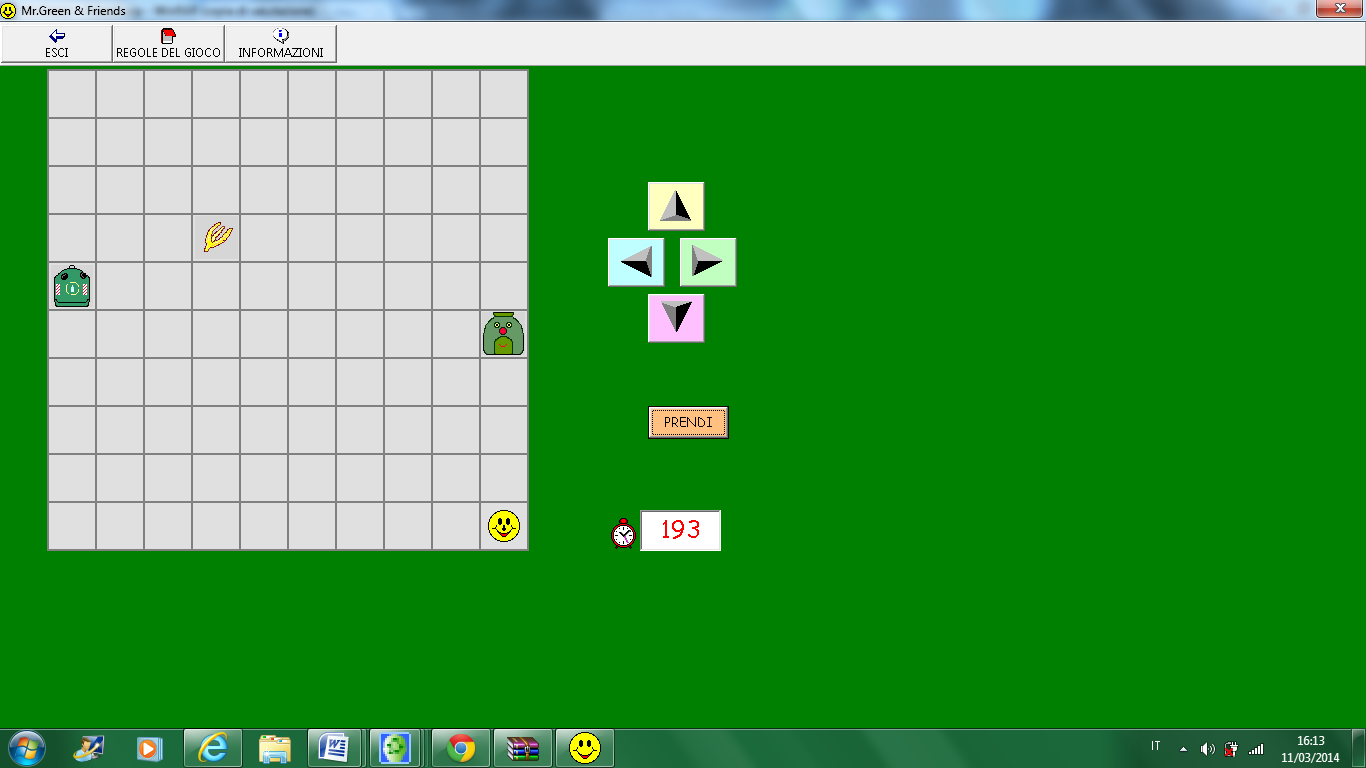 Mr.Green & Friends
ESCI
REGOLE DEL GIOCO
INFORMAZIONI
PRENDI
193
IT
16:13
11/03/2014